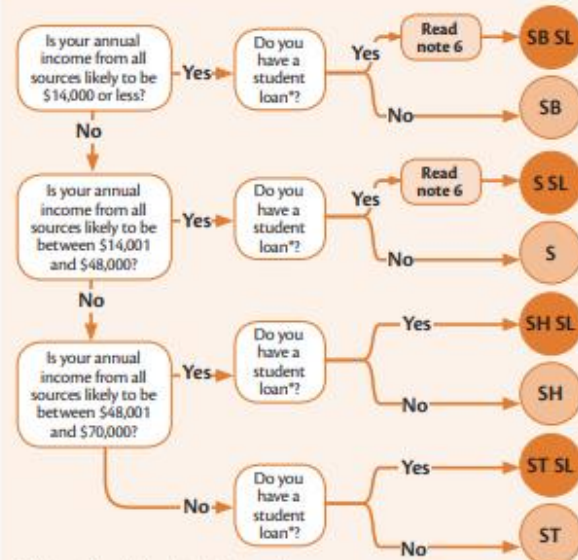 Is your annual
income from all
sources likely to be
$14,000 or less?
Yes
Do you
have a
student
loan*?
Yes
Read
note 6
SB SL
No
SB
No
Is your annual
income from all
sources likely to be
between $14,001
and $48,000?
Yes
Do you
have a
student
loan*?
Yes
Read
note 6
S SL
No
S
No
Is your annual
income from all
sources likely to be
between $48,001
and $70,000?
Yes
Do you
have a
student
loan*?
Yes
SH SL
No
SH
No
Do you
have a
student
loan*?
Yes
ST SL
No
ST